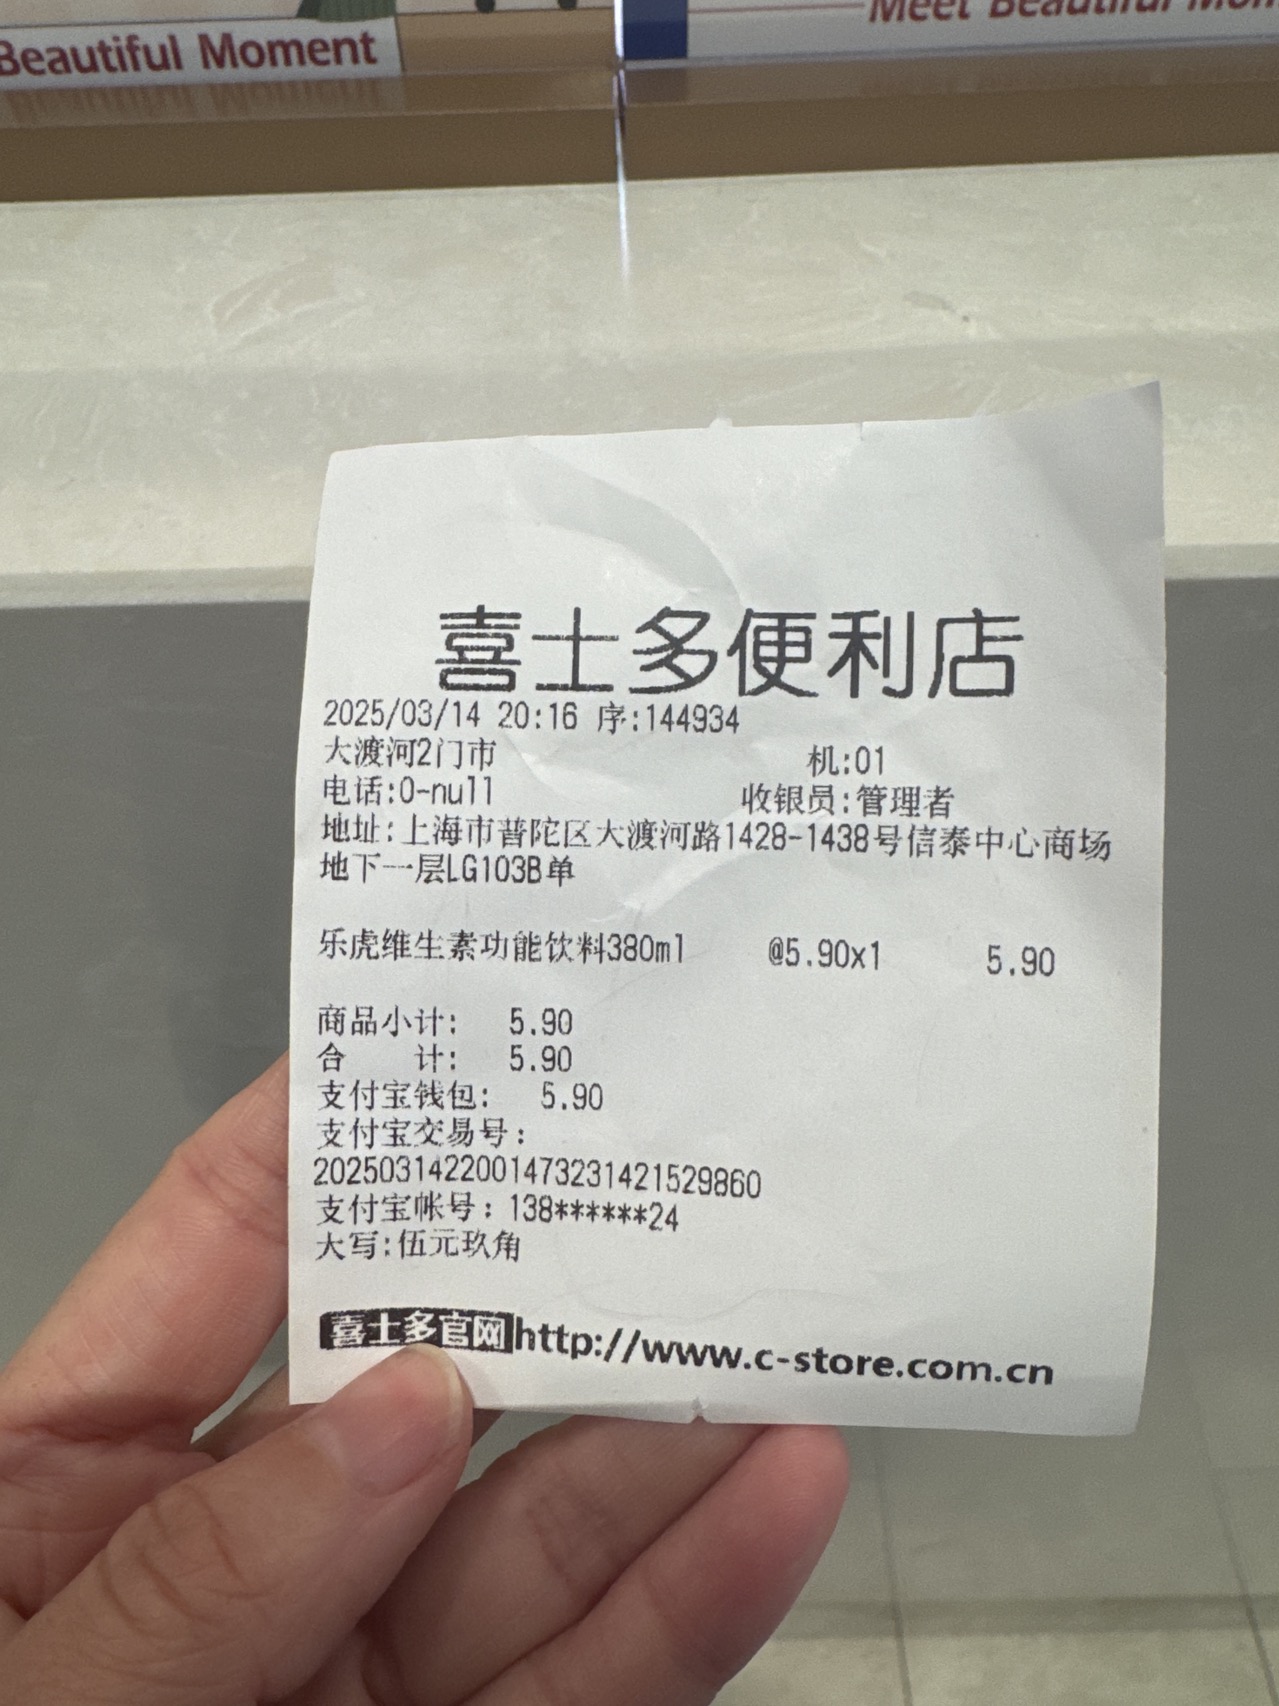 Beautiful Moment
Meet Beautiful Mom
喜士多便利店
2025/03/14 20:16 序:144934
大渡河2门市 机:01
电话:0-null 收银员:管理者
地址:上海市普陀区大渡河路1428-1438号信泰中心商场
地下一层LG103B单
乐虎维生素功能饮料380ml @5.90x1 5.90
商品小计: 5.90
合 计: 5.90
支付宝钱包: 5.90
支付宝交易号:
2025031422001473231421529860
支付宝帐号:138******24
大写:伍元玖角
喜士多官网http://www.c-store.com.cn